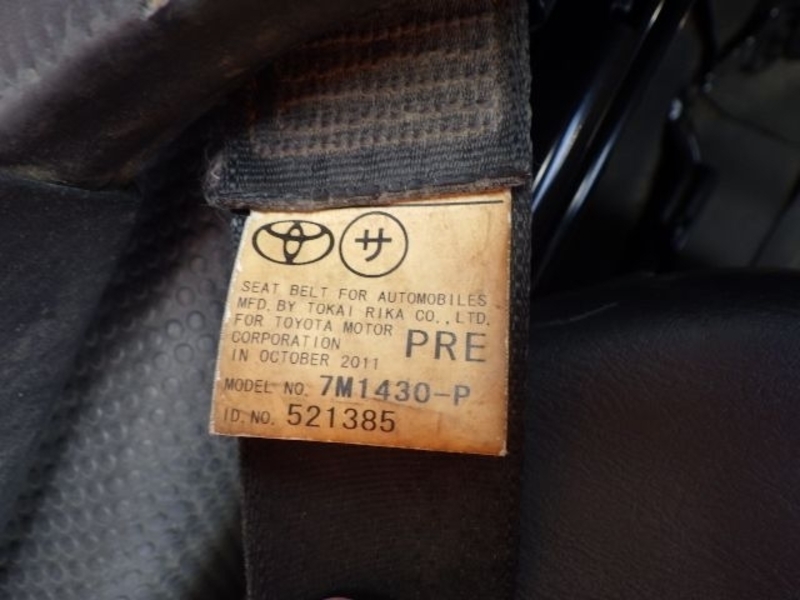 サ
SEAT BELT FOR AUTOMOBILES
MFD. BY TOKAI RIKA CO., LTD.
FOR TOYOTA MOTOR
CORPORATION PRE
IN OCTOBER 2011
MODEL NO. 7M1430-P
I.D. NO. 521385